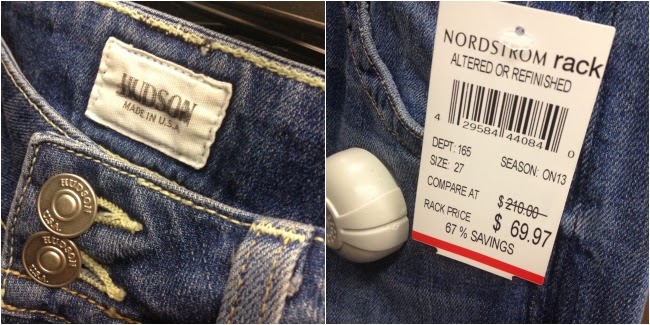 HUDSON
MADE IN U.S.A
HUDSON
U.S.A.
HUDSON
U.S.A.
NORDSTROM rack
ALTERED OR REFINISHED
4 29584 44084 0
DEPT: 165
SIZE: 27 SEASON: ON13
COMPARE AT $ 210.00
RACK PRICE $ 69.97
67 % SAVINGS